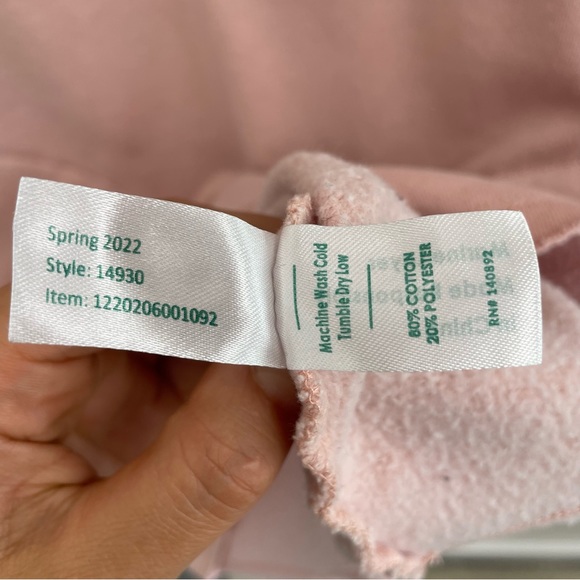 Spring 2022
Style: 14930
Item: 1220206001092
Machine Wash Cold
Tumble Dry Low
80% COTTON
20% POLYESTER
RN# 140892